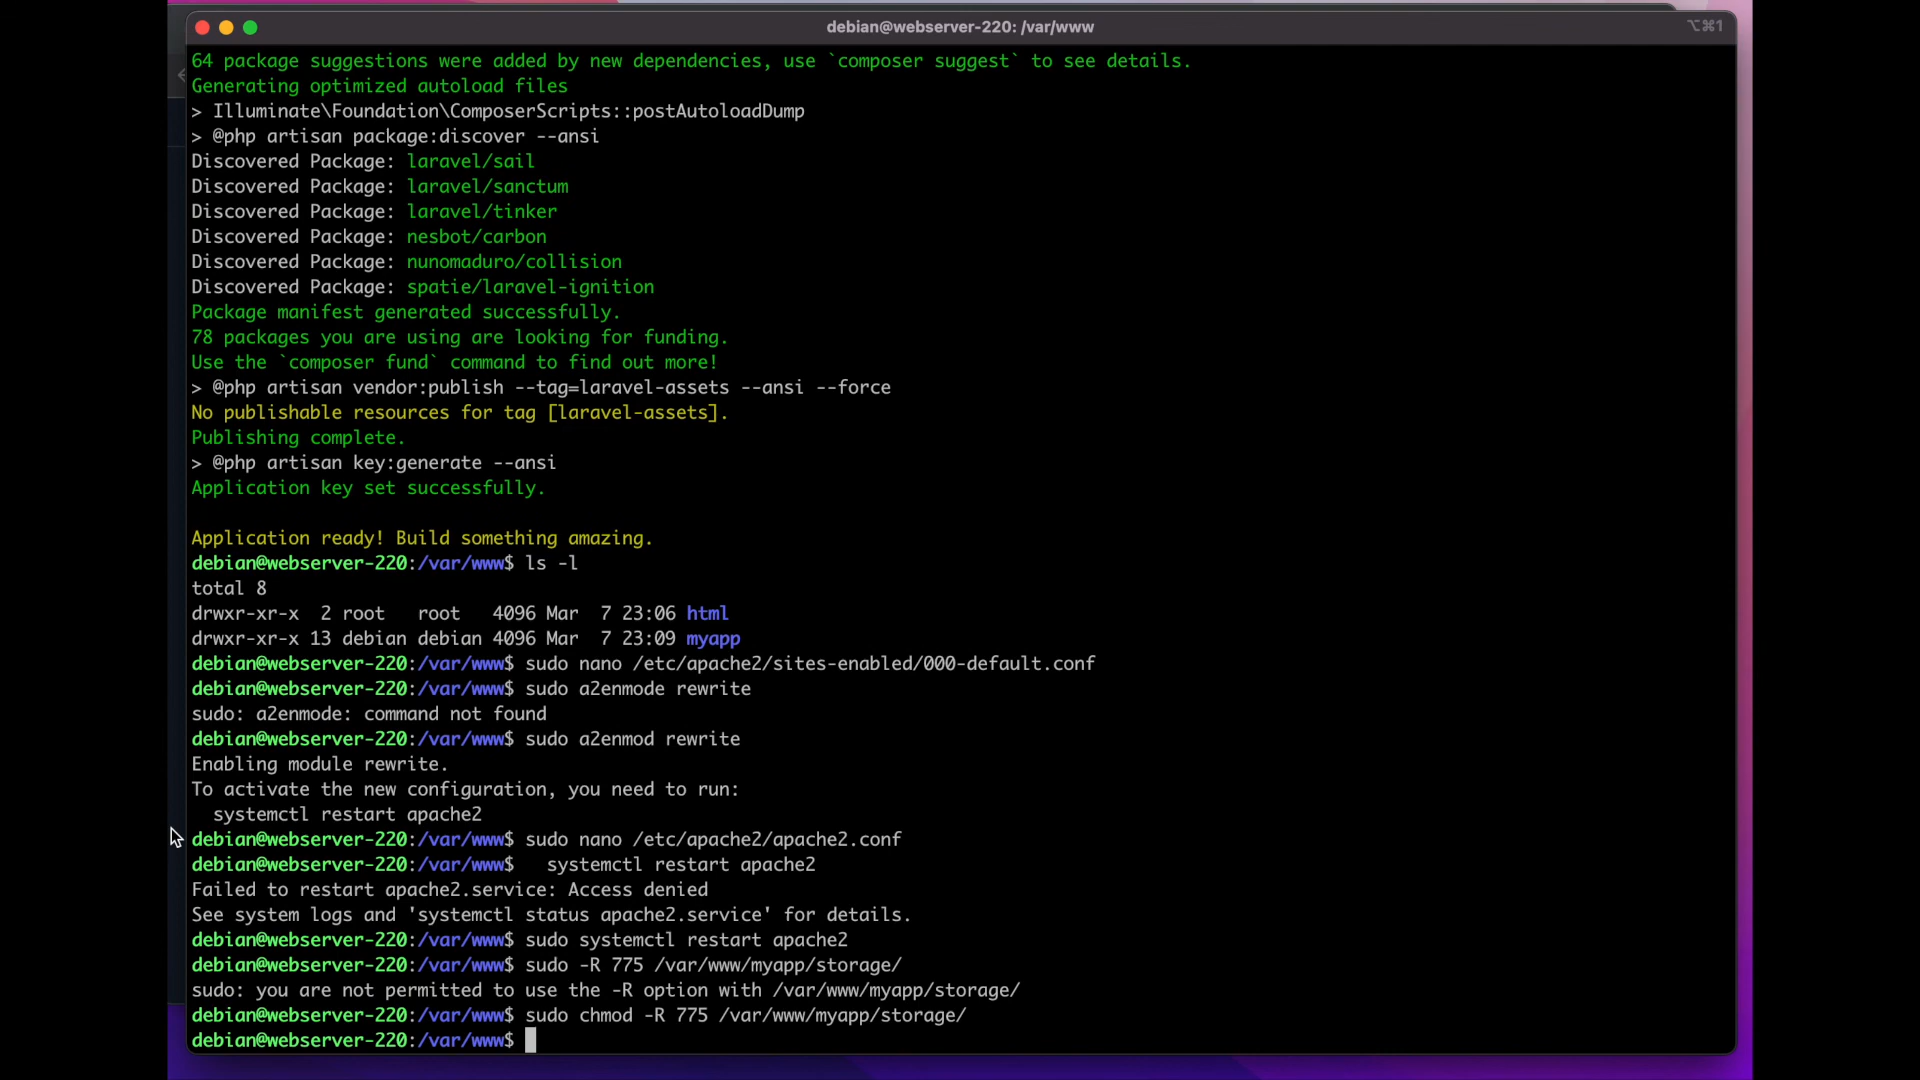 debian@webserver-220: /var/www
⌥⌘1
64 package suggestions were added by new dependencies, use `composer suggest` to see details.
Generating optimized autoload files
> Illuminate\Foundation\ComposerScripts::postAutoloadDump
> @php artisan package:discover --ansi
Discovered Package: laravel/sail
Discovered Package: laravel/sanctum
Discovered Package: laravel/tinker
Discovered Package: nesbot/carbon
Discovered Package: nunomaduro/collision
Discovered Package: spatie/laravel-ignition
Package manifest generated successfully.
78 packages you are using are looking for funding.
Use the `composer fund` command to find out more!
> @php artisan vendor:publish --tag=laravel-assets --ansi --force
No publishable resources for tag [laravel-assets].
Publishing complete.
> @php artisan key:generate --ansi
Application key set successfully.
Application ready! Build something amazing.
debian@webserver-220:/var/www$ ls -l
total 8
drwxr-xr-x  2 root   root   4096 Mar  7 23:06 html
drwxr-xr-x 13 debian debian 4096 Mar  7 23:09 myapp
debian@webserver-220:/var/www$ sudo nano /etc/apache2/sites-enabled/000-default.conf
debian@webserver-220:/var/www$ sudo a2enmode rewrite
sudo: a2enmode: command not found
debian@webserver-220:/var/www$ sudo a2enmod rewrite
Enabling module rewrite.
To activate the new configuration, you need to run:
  systemctl restart apache2
debian@webserver-220:/var/www$ sudo nano /etc/apache2/apache2.conf
debian@webserver-220:/var/www$   systemctl restart apache2
Failed to restart apache2.service: Access denied
See system logs and 'systemctl status apache2.service' for details.
debian@webserver-220:/var/www$ sudo systemctl restart apache2
debian@webserver-220:/var/www$ sudo -R 775 /var/www/myapp/storage/
sudo: you are not permitted to use the -R option with /var/www/myapp/storage/
debian@webserver-220:/var/www$ sudo chmod -R 775 /var/www/myapp/storage/
debian@webserver-220:/var/www$